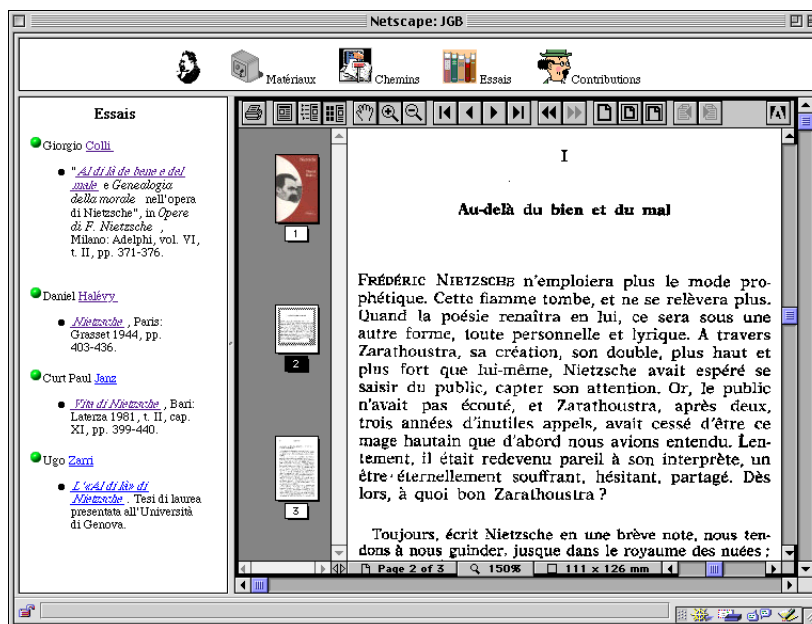 Netscape: JGB
Matériaux
Chemins
Essais
Contributions
Essais
Giorgio Colli
"Al di là de bene e del
male e Genealogia
della morale nell'opera
di Nietzsche", in Opere
di F. Nietzsche ,
Milano: Adelphi, vol. VI,
t. II, pp. 371-376.
Daniel Halévy
Nietzsche , Paris:
Grasset 1944, pp.
403-436.
Curt Paul Janz
Vita di Nietzsche , Bari:
Laterza 1981, t. II, cap.
XI, pp. 399-440.
Ugo Zarri
L'«Al di là» di
Nietzsche . Tesi di laurea
presentata all'Università
di Genova.
1
2
3
I
Au-delà du bien et du mal
FRÉDÉRIC NIETZSCHE n'emploiera plus le mode pro-
phétique. Cette flamme tombe, et ne se relèvera plus.
Quand la poésie renaîtra en lui, ce sera sous une
autre forme, toute personnelle et lyrique. A travers
Zarathoustra, sa création, son double, plus haut et
plus fort que lui-même, Nietzsche avait espéré se
saisir du public, capter son attention. Or, le public
n'avait pas écouté, et Zarathoustra, après deux,
trois années d'inutiles appels, avait cessé d'être ce
mage hautain que d'abord nous avions entendu. Len-
tement, il était redevenu pareil à son interprète, un
être éternellement souffrant, hésitant, partagé. Dès
lors, à quoi bon Zarathoustra ?
Toujours, écrit Nietzsche en une brève note, nous ten-
dons à nous guinder, jusque dans le royaume des nuées ;
Page 2 of 3
150%
111 x 126 mm